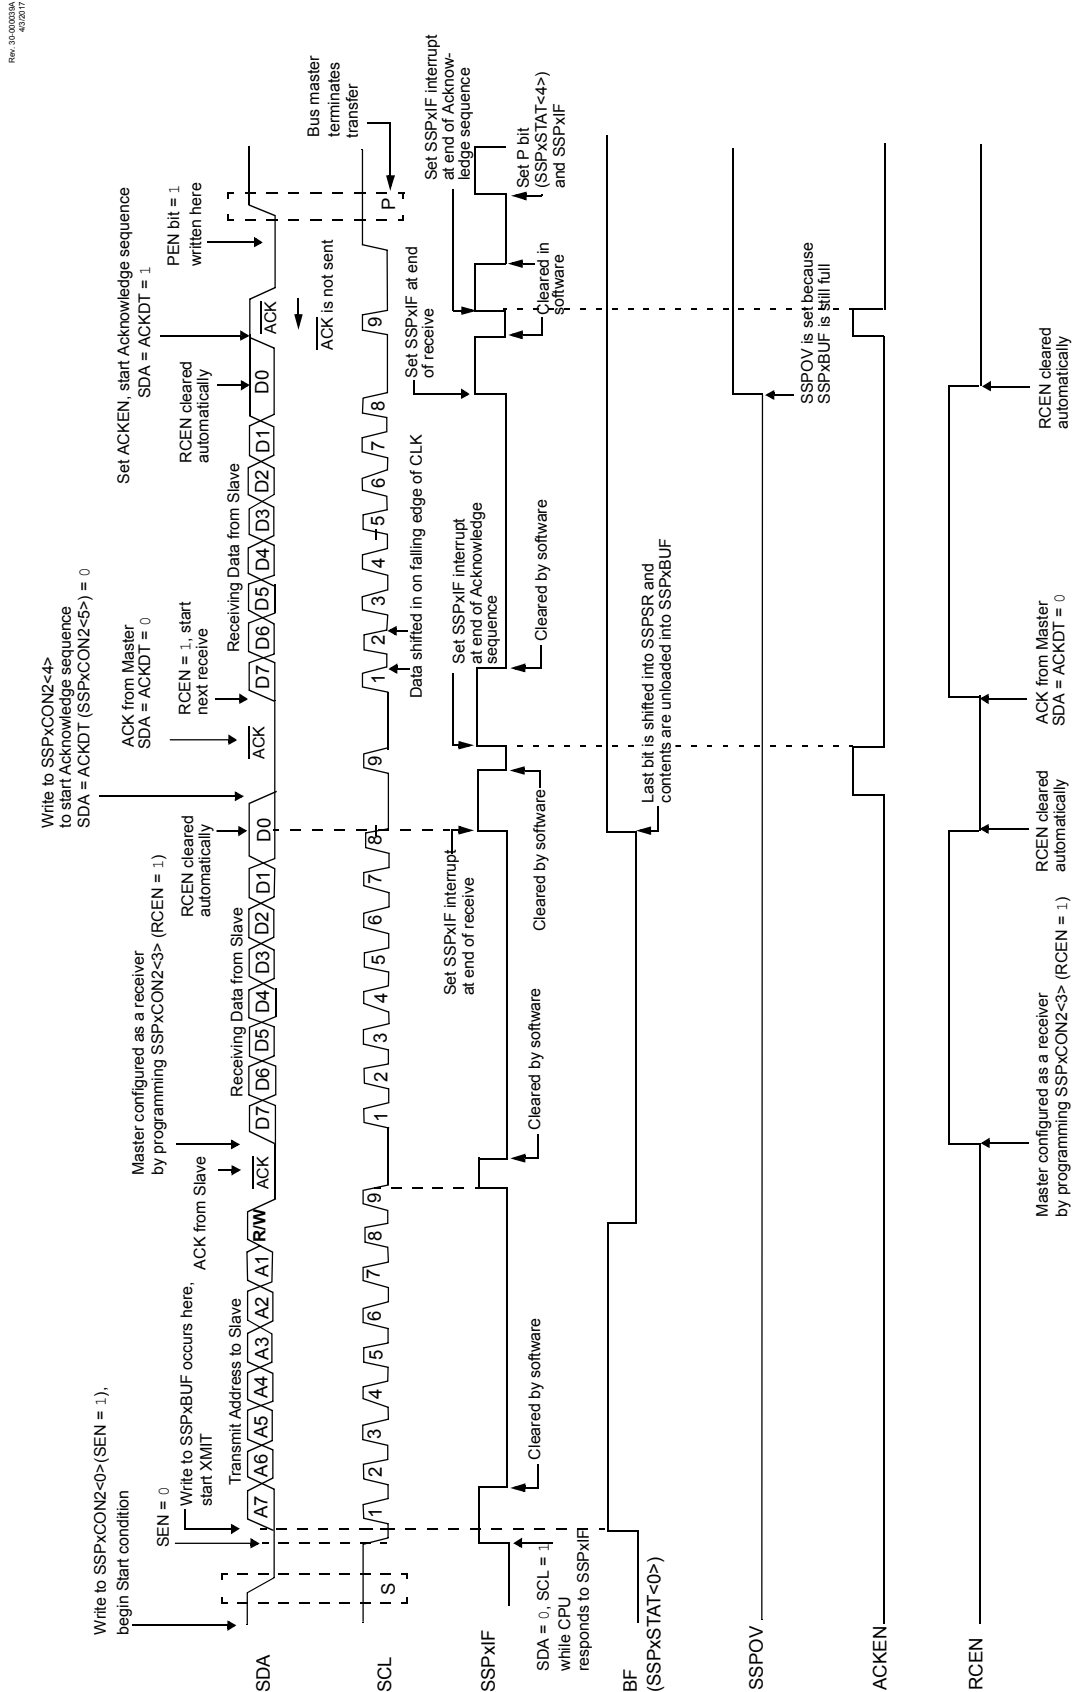 Rev. 30-000039A
4/3/2017
Write to SSPxCON2<0>(SEN = 1),
begin Start condition
SEN = 0
Write to SSPxBUF occurs here,
start XMIT
ACK from Slave
Master configured as a receiver
by programming SSPxCON2<3> (RCEN = 1)
RCEN cleared
automatically
Write to SSPxCON2<4>
to start Acknowledge sequence
SDA = ACKDT (SSPxCON2<5>) = 0
ACK from Master
SDA = ACKDT = 0
RCEN = 1, start
next receive
RCEN cleared
automatically
Set ACKEN, start Acknowledge sequence
SDA = ACKDT = 1
PEN bit = 1
written here
Transmit Address to Slave
Receiving Data from Slave
Receiving Data from Slave
SDA
A7 A6 A5 A4 A3 A2 A1 R/W ACK D7 D6 D5 D4 D3 D2 D1 D0 ACK D7 D6 D5 D4 D3 D2 D1 D0 ACK
ACK is not sent
Bus master
terminates
transfer
SCL
S 1 2 3 4 5 6 7 8 9 1 2 3 4 5 6 7 8 9 1 2 3 4 5 6 7 8 9 P
Data shifted in on falling edge of CLK
Set SSPxIF interrupt
at end of receive
Set SSPxIF interrupt
at end of Acknowledge
sequence
Set SSPxIF at end
of receive
Set SSPxIF interrupt
at end of Acknow-
ledge sequence
SSPxIF
SDA = 0, SCL = 1
while CPU
responds to SSPxIF
Cleared by software
Cleared by software
Cleared by software
Cleared by software
Cleared in
software
Set P bit
(SSPxSTAT<4>)
and SSPxIF
BF
(SSPxSTAT<0>)
Last bit is shifted into SSPSR and
contents are unloaded into SSPxBUF
SSPOV
SSPOV is set because
SSPxBUF is still full
ACKEN
RCEN
Master configured as a receiver
by programming SSPxCON2<3> (RCEN = 1)
RCEN cleared
automatically
ACK from Master
SDA = ACKDT = 0
RCEN cleared
automatically